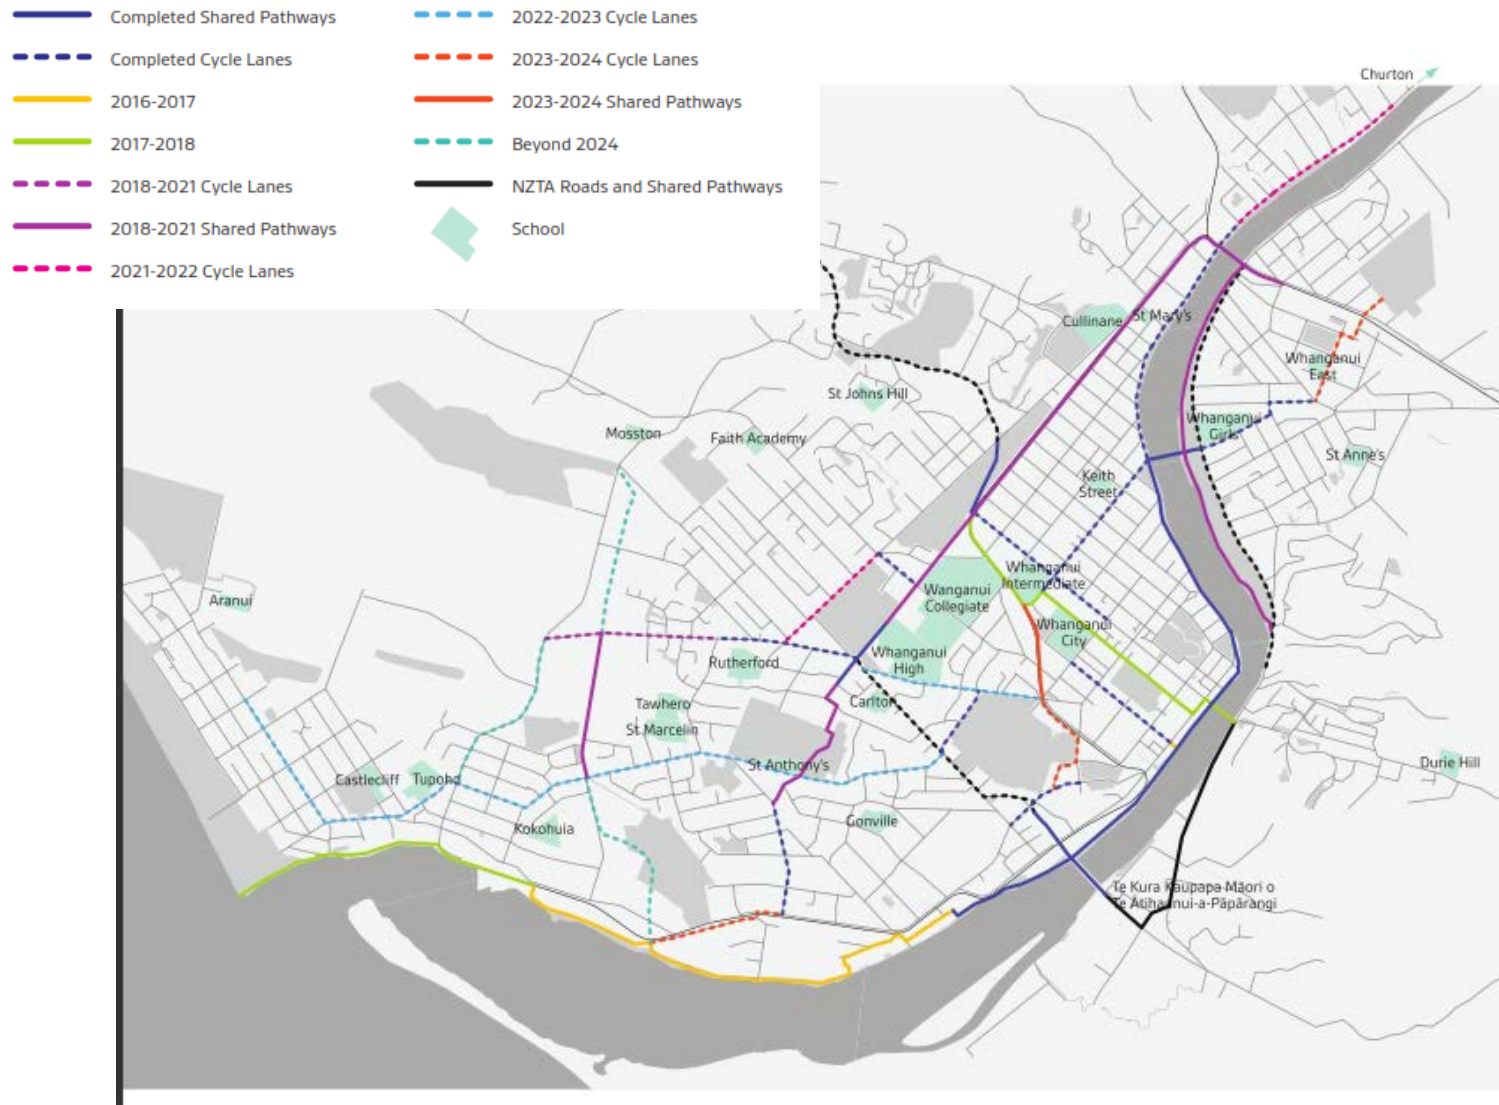 Completed Shared Pathways
Completed Cycle Lanes
2016-2017
2017-2018
2018-2021 Cycle Lanes
2018-2021 Shared Pathways
2021-2022 Cycle Lanes
2022-2023 Cycle Lanes
2023-2024 Cycle Lanes
2023-2024 Shared Pathways
Beyond 2024
NZTA Roads and Shared Pathways
School
Churton
Cullinane
St Mary's
Whanganui
East
St Johns Hill
Whanganui
Girls
Mosston
Faith Academy
St Anne's
Keith
Street
Whanganui
Intermediate
Wanganui
Collegiate
Aranui
Whanganui
City
Whanganui
High
Rutherford
Carlton
Tawhero
St Marcelin
St Anthony's
Durie Hill
Castlecliff
Tupoho
Kokohuia
Gonville
Te Kura Kaupapa Māori o
Te Atihaunui-a-Pāpārangi